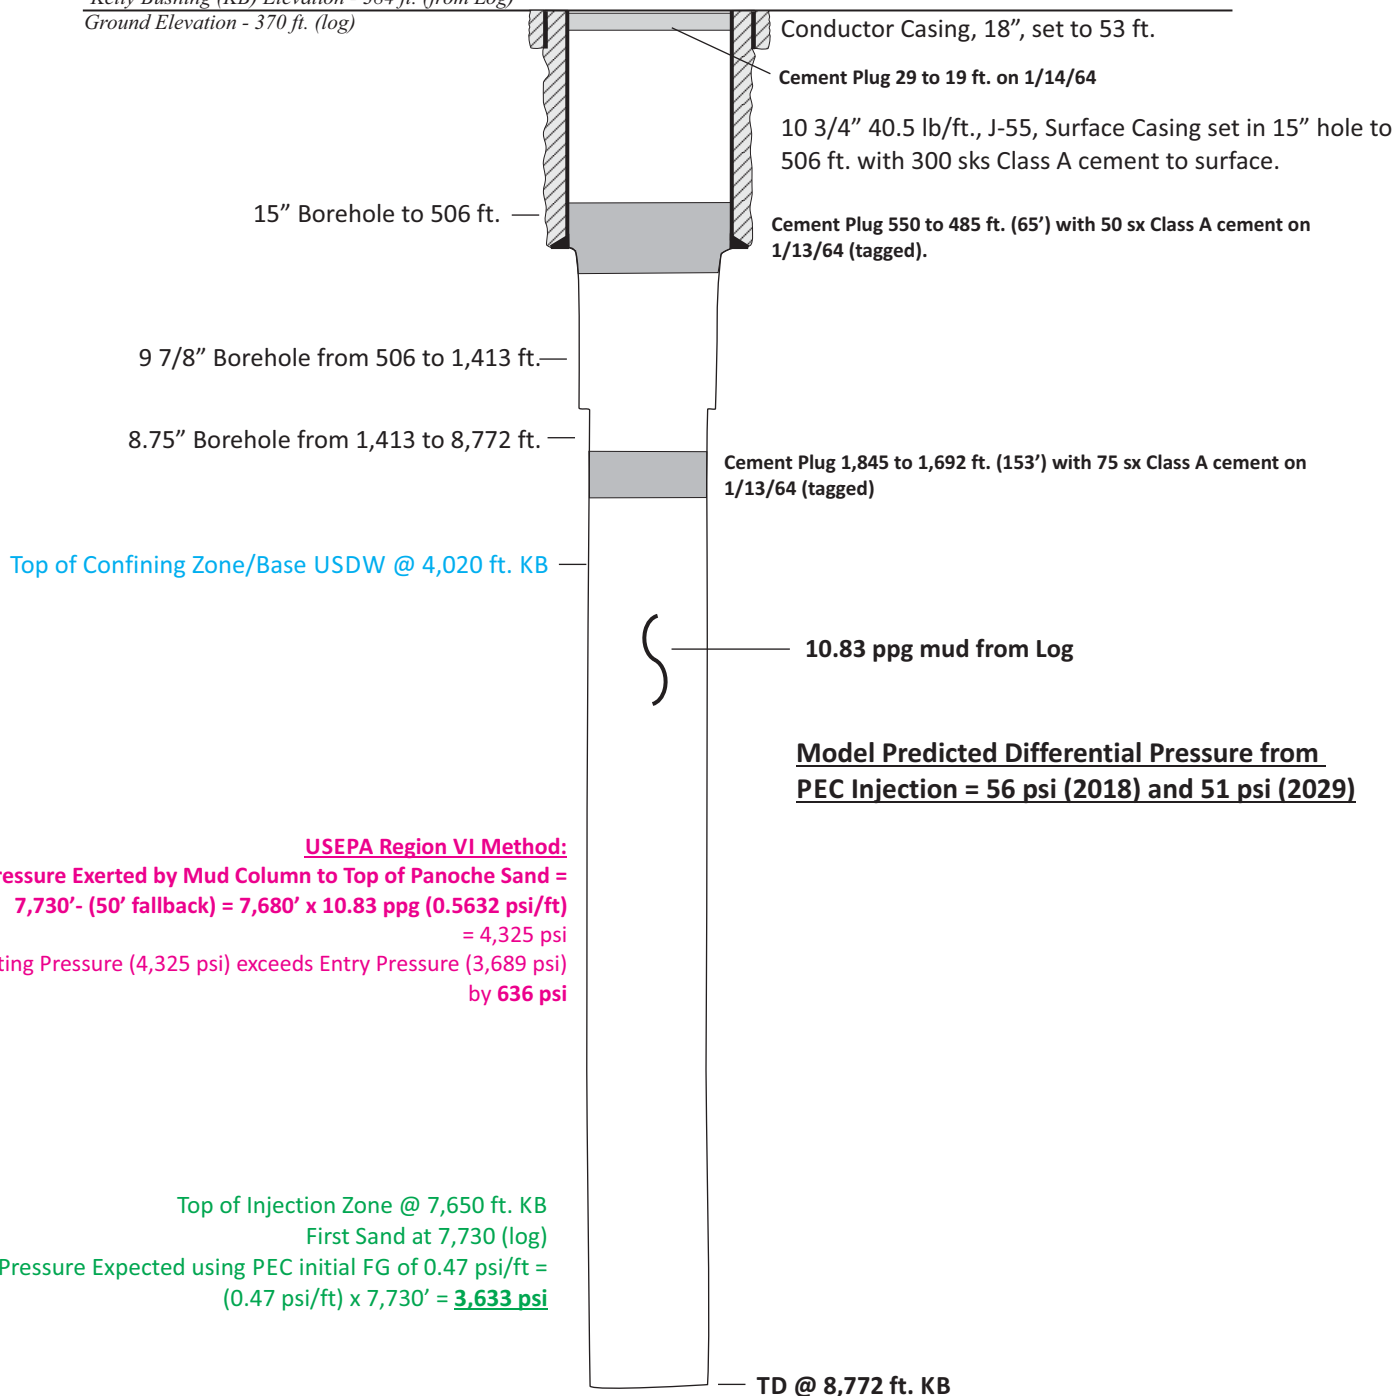 Kelly Bushing (KB) Elevation - 384 ft. (from Log)
Ground Elevation - 370 ft. (log)
Conductor Casing, 18”, set to 53 ft.
Cement Plug 29 to 19 ft. on 1/14/64
10 3/4” 40.5 lb/ft., J-55, Surface Casing set in 15” hole to
506 ft. with 300 sks Class A cement to surface.
15” Borehole to 506 ft.
Cement Plug 550 to 485 ft. (65’) with 50 sx Class A cement on
1/13/64 (tagged).
9 7/8” Borehole from 506 to 1,413 ft.
8.75” Borehole from 1,413 to 8,772 ft.
Cement Plug 1,845 to 1,692 ft. (153’) with 75 sx Class A cement on
1/13/64 (tagged)
Top of Confining Zone/Base USDW @ 4,020 ft. KB
10.83 ppg mud from Log
Model Predicted Differential Pressure from
PEC Injection = 56 psi (2018) and 51 psi (2029)
USEPA Region VI Method:
Exerted by Mud Column to Top of Panoche Sand =
7,730’- (50’ fallback) = 7,680’ x 10.83 ppg (0.5632 psi/ft)
= 4,325 psi
Pressure (4,325 psi) exceeds Entry Pressure (3,689 psi)
by 636 psi
Top of Injection Zone @ 7,650 ft. KB
First Sand at 7,730 (log)
Pressure Expected using PEC initial FG of 0.47 psi/ft =
(0.47 psi/ft) x 7,730’ = 3,633 psi
TD @ 8,772 ft. KB